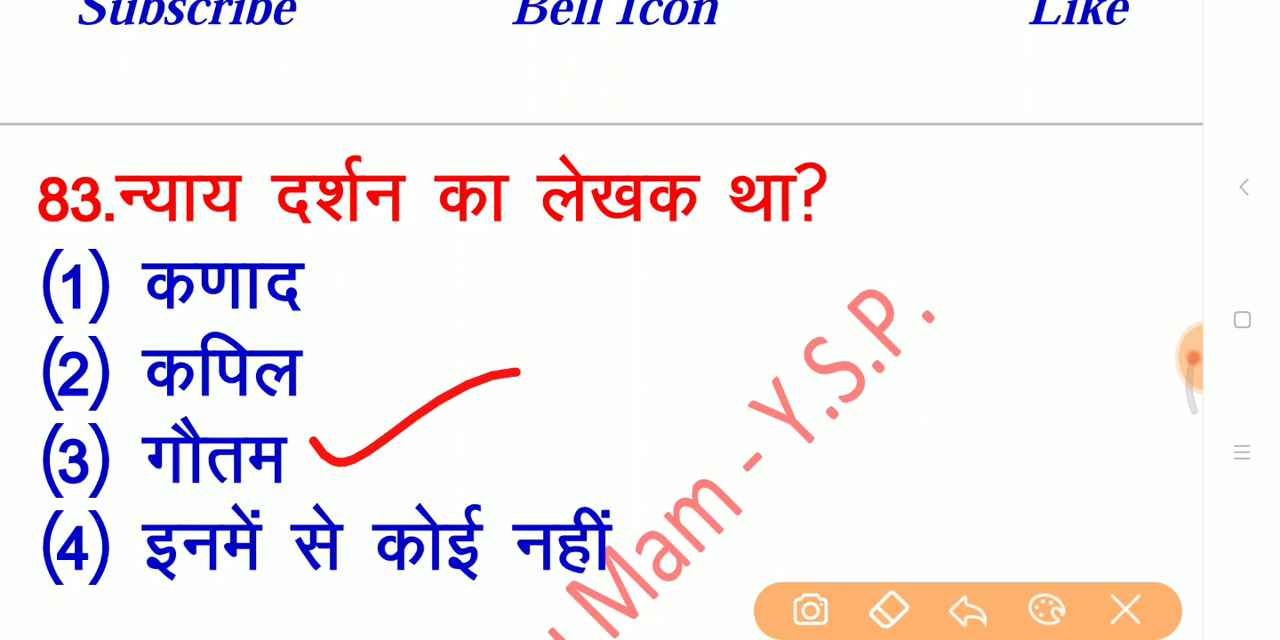 Subscribe Bell Icon Like
83.न्याय दर्शन का लेखक था?
(1) कणाद
(2) कपिल
(3) गौतम
(4) इनमें से कोई नहीं
Mam - Y.S.P.